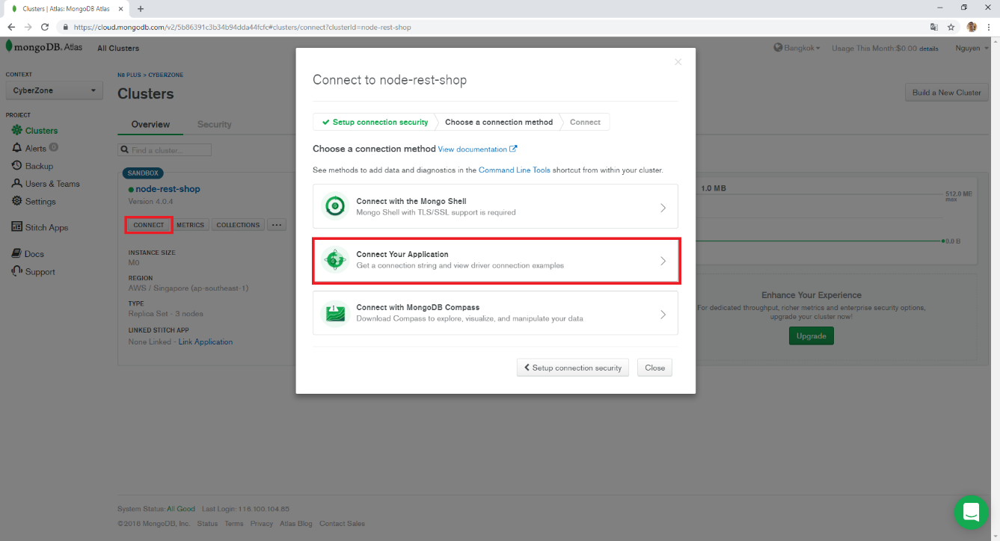 Clusters | Atlas: MongoDB Atlas
https://cloud.mongodb.com/v2/5b86391c3b34b94dda44fcfc#clusters/connect?clusterId=node-rest-shop
mongoDB. Atlas
All Clusters
Bangkok
Usage This Month:$0.00 details
Nguyen
CONTEXT
CyberZone
PROJECT
Clusters
Alerts 0
Backup
Users & Teams
Settings
Stitch Apps
Docs
Support
N8 PLUS > CYBERZONE
Clusters
Build a New Cluster
Overview
Security
Find a cluster...
SANDBOX
node-rest-shop
Version 4.0.4
CONNECT
METRICS
COLLECTIONS
...
INSTANCE SIZE
M0
REGION
AWS / Singapore (ap-southeast-1)
TYPE
Replica Set - 3 nodes
LINKED STITCH APP
None Linked - Link Application
Connect to node-rest-shop
Setup connection security
Choose a connection method
Connect
Choose a connection method View documentation
See methods to add data and diagnostics in the Command Line Tools shortcut from within your cluster.
Connect with the Mongo Shell
Mongo Shell with TLS/SSL support is required
Connect Your Application
Get a connection string and view driver connection examples
Connect with MongoDB Compass
Download Compass to explore, visualize, and manipulate your data
Setup connection security
Close
1.0 MB
512.0 MB
max
0.0 B
Enhance Your Experience
For dedicated throughput, richer metrics and enterprise security options,
upgrade your cluster now!
Upgrade
System Status: All Good Last Login: 116.100.104.85
©2018 MongoDB, Inc. Status Terms Privacy Atlas Blog Contact Sales